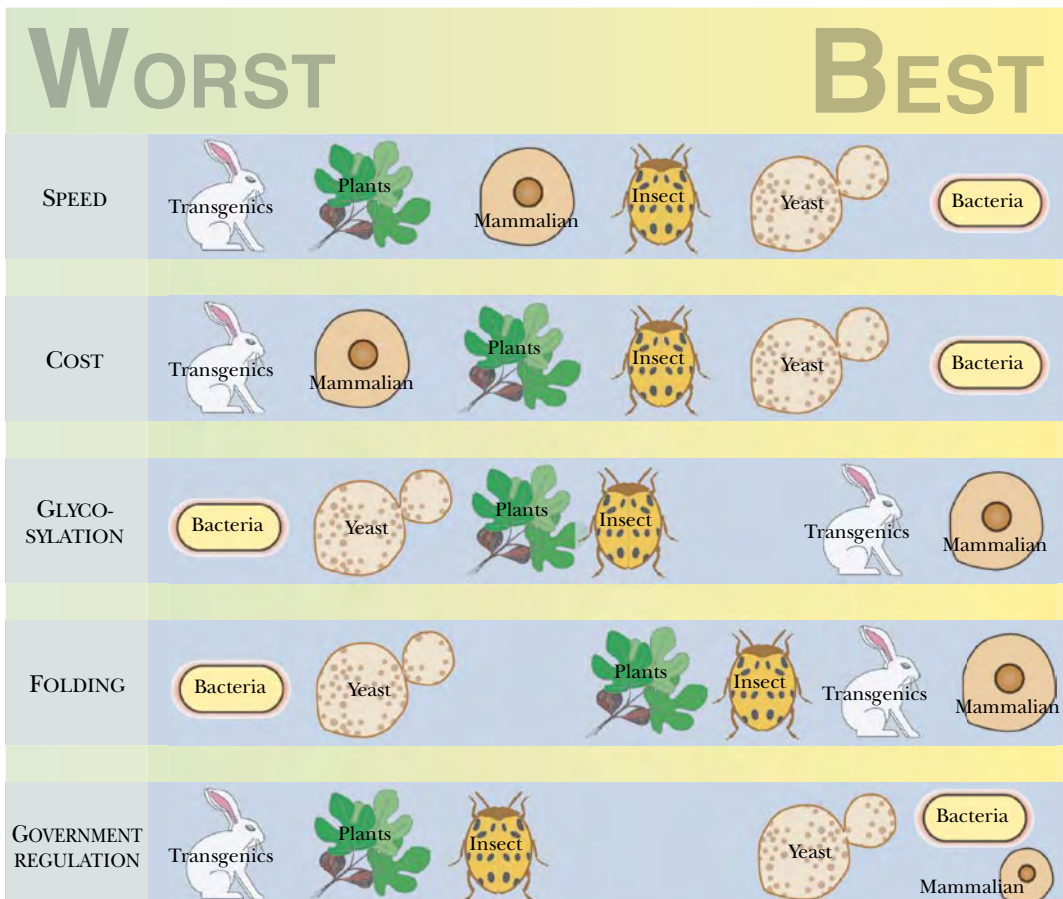 WORST BEST
SPEED
Transgenics Plants Mammalian Insect Yeast Bacteria
COST
Transgenics Mammalian Plants Insect Yeast Bacteria
GLYCO-
SYLATION
Bacteria Yeast Plants Insect Transgenics Mammalian
FOLDING
Bacteria Yeast Plants Insect Transgenics Mammalian
GOVERNMENT
REGULATION
Transgenics Plants Insect Yeast Bacteria
Mammalian